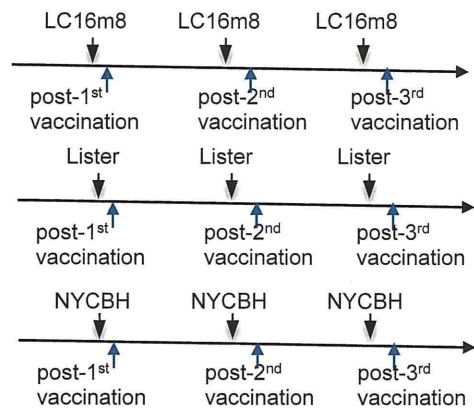 LC16m8 LC16m8 LC16m8
post-1st post-2nd post-3rd
vaccination vaccination vaccination
Lister Lister Lister
post-1st post-2nd post-3rd
vaccination vaccination vaccination
NYCBH NYCBH NYCBH
post-1st post-2nd post-3rd
vaccination vaccination vaccination